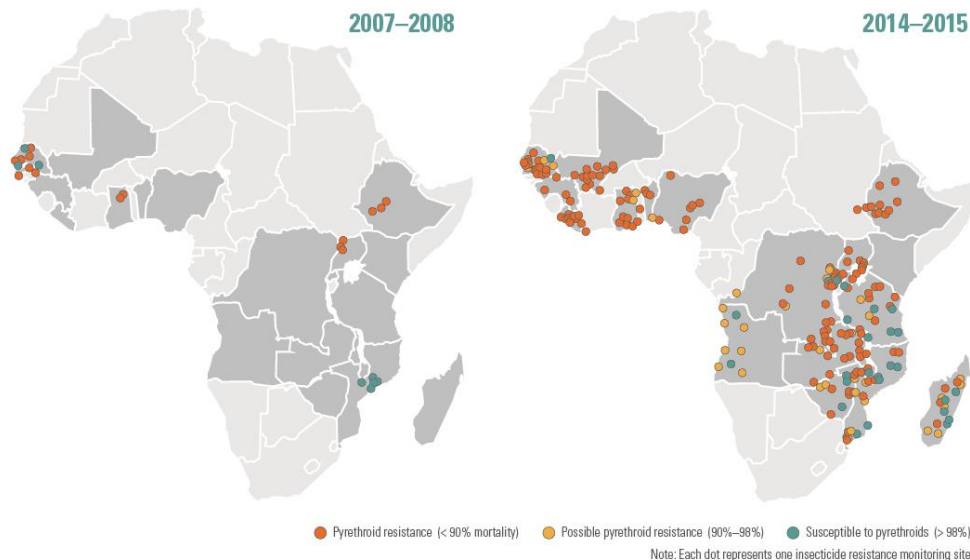 2007–2008
2014–2015
Pyrethroid resistance (< 90% mortality)
Possible pyrethroid resistance (90%–98%)
Susceptible to pyrethroids (> 98%)
Note: Each dot represents one insecticide resistance monitoring site